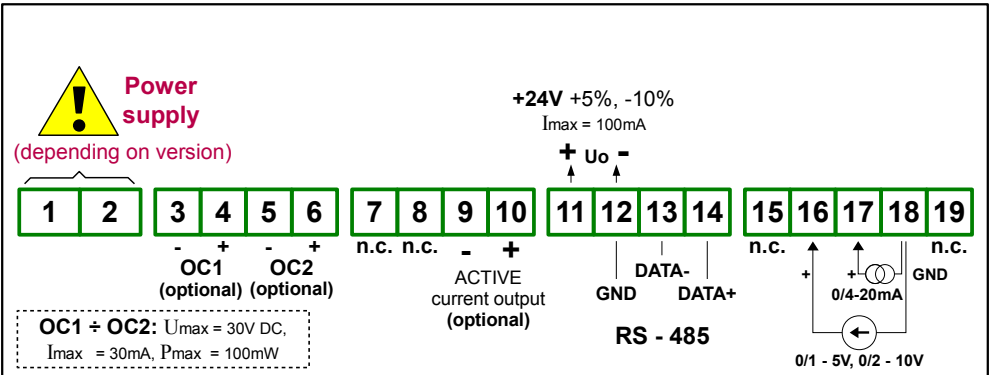 !
Power
supply
(depending on version)
+24V +5%, -10%
Imax = 100mA
+ Uo -
1 2 3 4 5 6 7 8 9 10 11 12 13 14 15 16 17 18 19
- + - +
OC1 OC2
(optional) (optional)
n.c. n.c. - +
ACTIVE
current output
(optional)
DATA-
GND DATA+
RS - 485
n.c. n.c.
+ + GND
0/4-20mA
0/1 - 5V, 0/2 - 10V
OC1 ÷ OC2: Umax = 30V DC,
Imax = 30mA, Pmax = 100mW